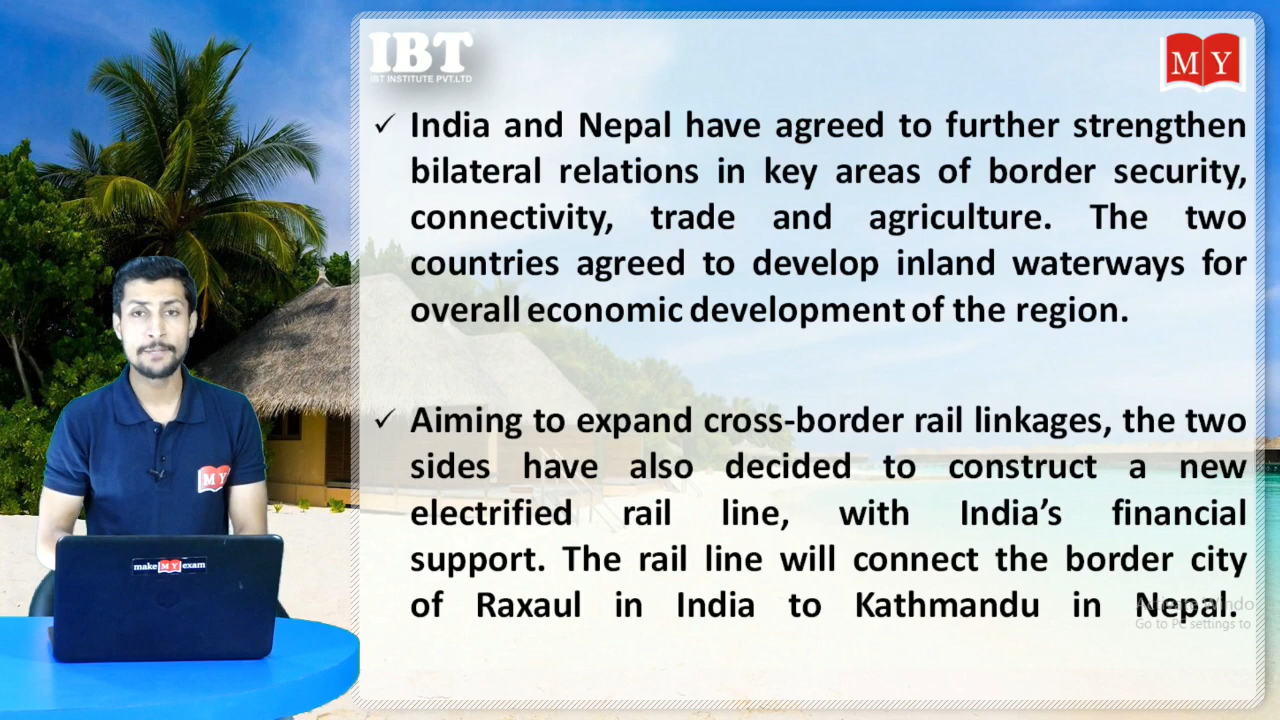 IBT
IBT INSTITUTE PVT.LTD
M Y
✓ India and Nepal have agreed to further strengthen
bilateral relations in key areas of border security,
connectivity, trade and agriculture. The two
countries agreed to develop inland waterways for
overall economic development of the region.
✓ Aiming to expand cross-border rail linkages, the two
sides have also decided to construct a new
electrified rail line, with India’s financial
support. The rail line will connect the border city
of Raxaul in India to Kathmandu in Nepal.
Go to PC settings to
M Y
make M Y exam